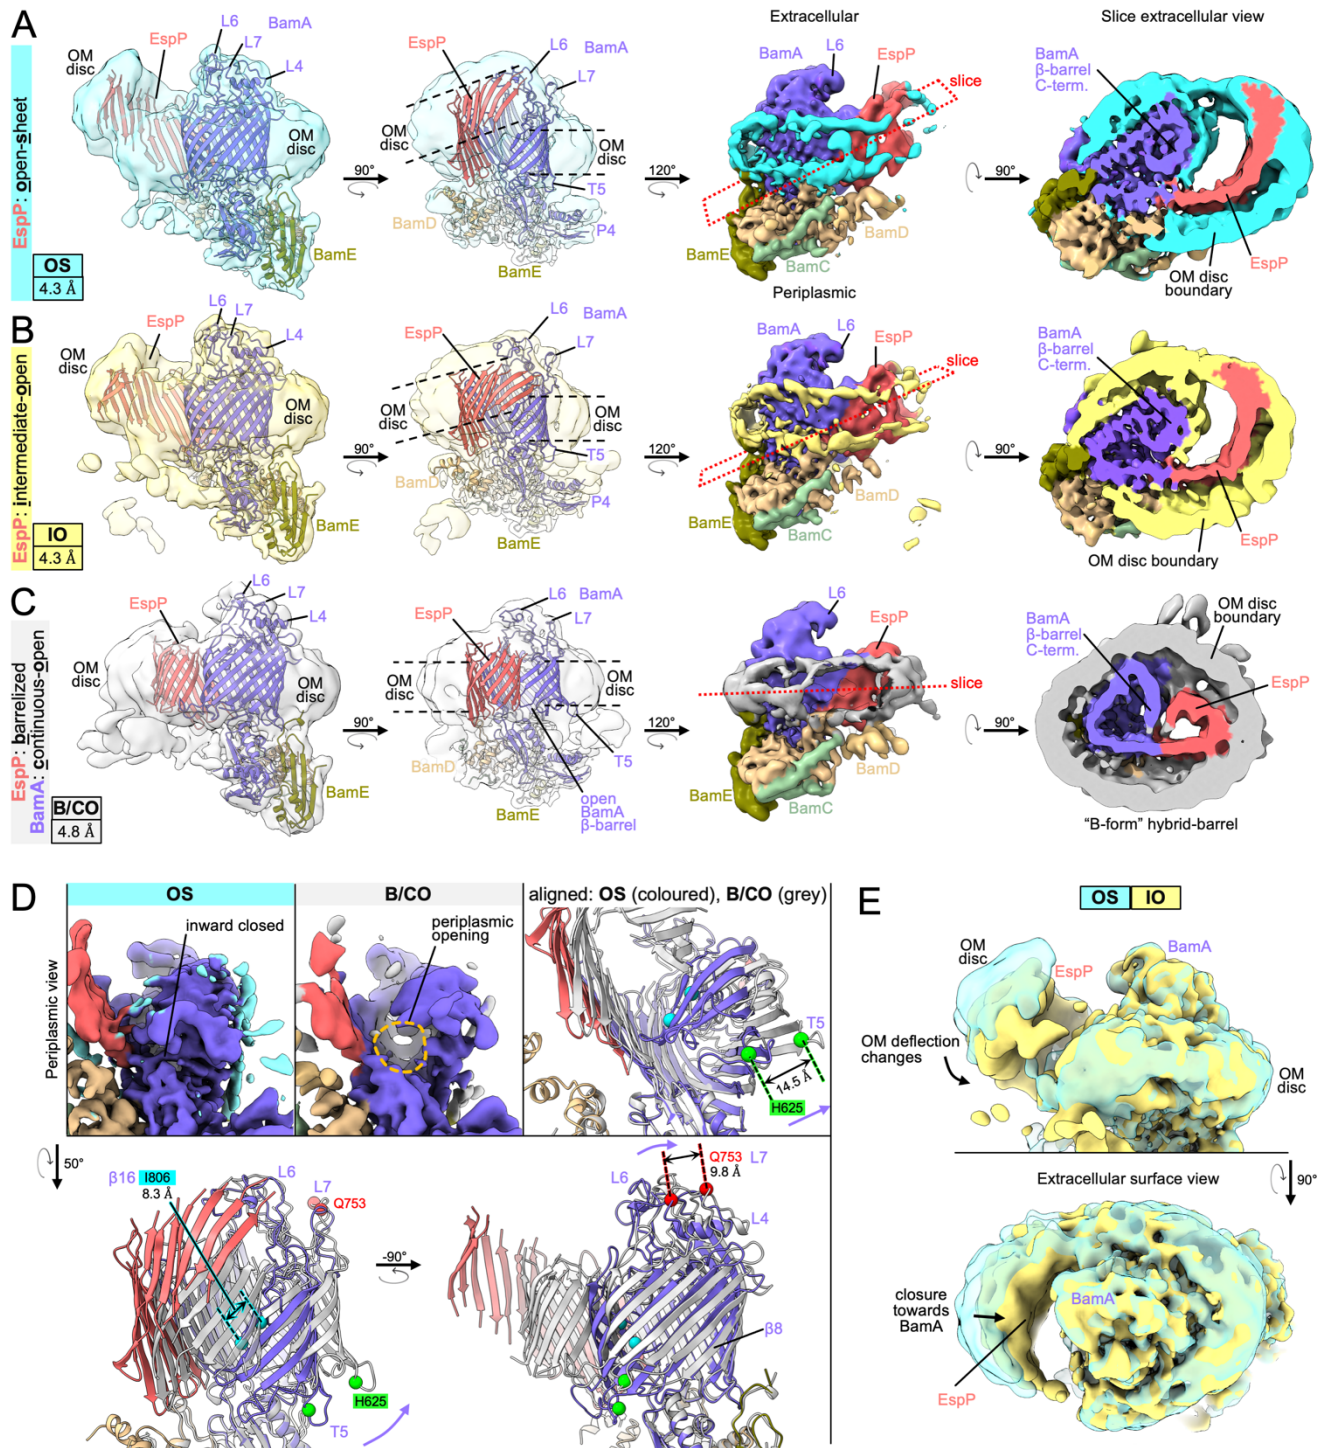 A
EspP: open-sheet
OS
4.3 Å
OM
disc
EspP
L6
L7
BamA
L4
OM
disc
BamE
90°
EspP
L6
BamA
L7
OM
disc
T5
BamD
P4
BamE
120°
Extracellular
BamA
L6
EspP
slice
BamE
BamC
BamD
Periplasmic
90°
Slice extracellular view
BamA
β-barrel
C-term.
OM disc
boundary
EspP
B
EspP: intermediate-open
IO
4.3 Å
OM
disc
EspP
L6
L7
BamA
L4
OM
disc
BamE
90°
EspP
L6
BamA
L7
OM
disc
T5
BamD
P4
BamE
120°
BamA
L6
EspP
slice
BamE
BamC
BamD
90°
BamA
β-barrel
C-term.
EspP
OM disc boundary
C
EspP: barrelized
BamA: continuous-open
B/CO
4.8 Å
EspP
L6
L7
L4
OM
disc
OM
disc
BamE
90°
EspP
L6
BamA
L7
OM
disc
OM
disc
T5
BamD
BamE
open
BamA
β-barrel
120°
L6
EspP
slice
BamE
BamC
BamD
90°
OM disc
boundary
BamA
β-barrel
C-term.
EspP
“B-form” hybrid-barrel
D
OS
B/CO
aligned: OS (coloured), B/CO (grey)
Periplasmic view
inward closed
periplasmic
opening
T5
14.5 Å
H625
50°
β16
I806
8.3 Å
L6
L7
Q753
H625
T5
-90°
L6
Q753
9.8 Å
L7
L4
β8
E
OS
IO
OM
disc
EspP
BamA
OM deflection
changes
OM
disc
Extracellular surface view
90°
closure
towards
BamA
BamA
EspP